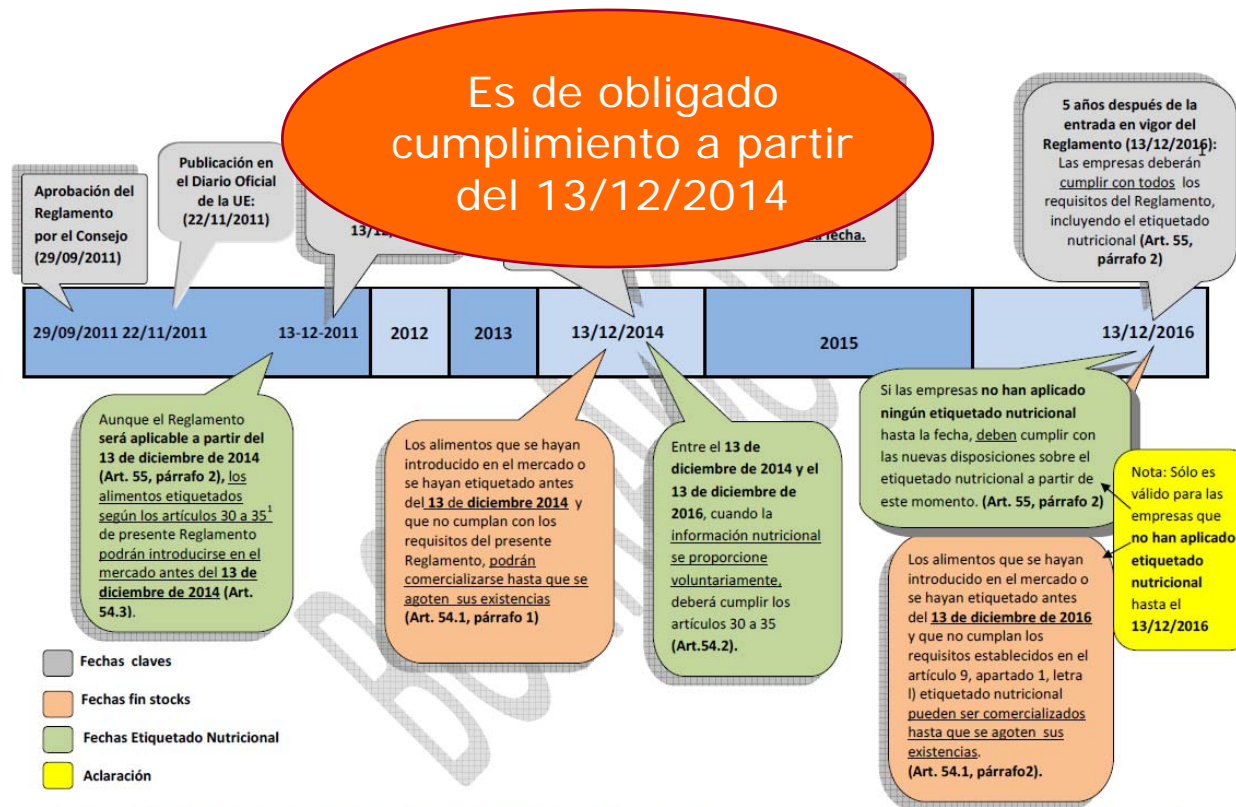 Es de obligado
cumplimiento a partir
del 13/12/2014
Aprobación del
Reglamento
por el Consejo
(29/09/2011)
Publicación en
el Diario Oficial
de la UE:
(22/11/2011)
fecha.
5 años después de la
entrada en vigor del
Reglamento (13/12/2016):
Las empresas deberán
cumplir con todos los
requisitos del Reglamento,
incluyendo el etiquetado
nutricional (Art. 55,
párrafo 2)
29/09/2011 22/11/2011
13-12-2011
2012
2013
13/12/2014
2015
13/12/2016
Aunque el Reglamento
será aplicable a partir del
13 de diciembre de 2014
(Art. 55, párrafo 2), los
alimentos etiquetados
según los artículos 30 a 35¹
de presente Reglamento
podrán introducirse en el
mercado antes del 13 de
diciembre de 2014 (Art.
54.3).
Los alimentos que se hayan
introducido en el mercado o
se hayan etiquetado antes
del 13 de diciembre 2014 y
que no cumplan con los
requisitos del presente
Reglamento, podrán
comercializarse hasta que se
agoten sus existencias
(Art. 54.1, párrafo 1)
Entre el 13 de
diciembre de 2014 y el
13 de diciembre de
2016, cuando la
información nutricional
se proporcione
voluntariamente,
deberá cumplir los
artículos 30 a 35
(Art.54.2).
Si las empresas no han aplicado
ningún etiquetado nutricional
hasta la fecha, deben cumplir con
las nuevas disposiciones sobre el
etiquetado nutricional a partir de
este momento. (Art. 55, párrafo 2)
Los alimentos que se hayan
introducido en el mercado o
se hayan etiquetado antes
del 13 de diciembre de 2016
y que no cumplan los
requisitos establecidos en el
artículo 9, apartado 1, letra
l) etiquetado nutricional
pueden ser comercializados
hasta que se agoten sus
existencias.
(Art. 54.1, párrafo2).
Nota: Sólo es
válido para las
empresas que
no han aplicado
etiquetado
nutricional
hasta el
13/12/2016
Fechas claves
Fechas fin stocks
Fechas Etiquetado Nutricional
Aclaración